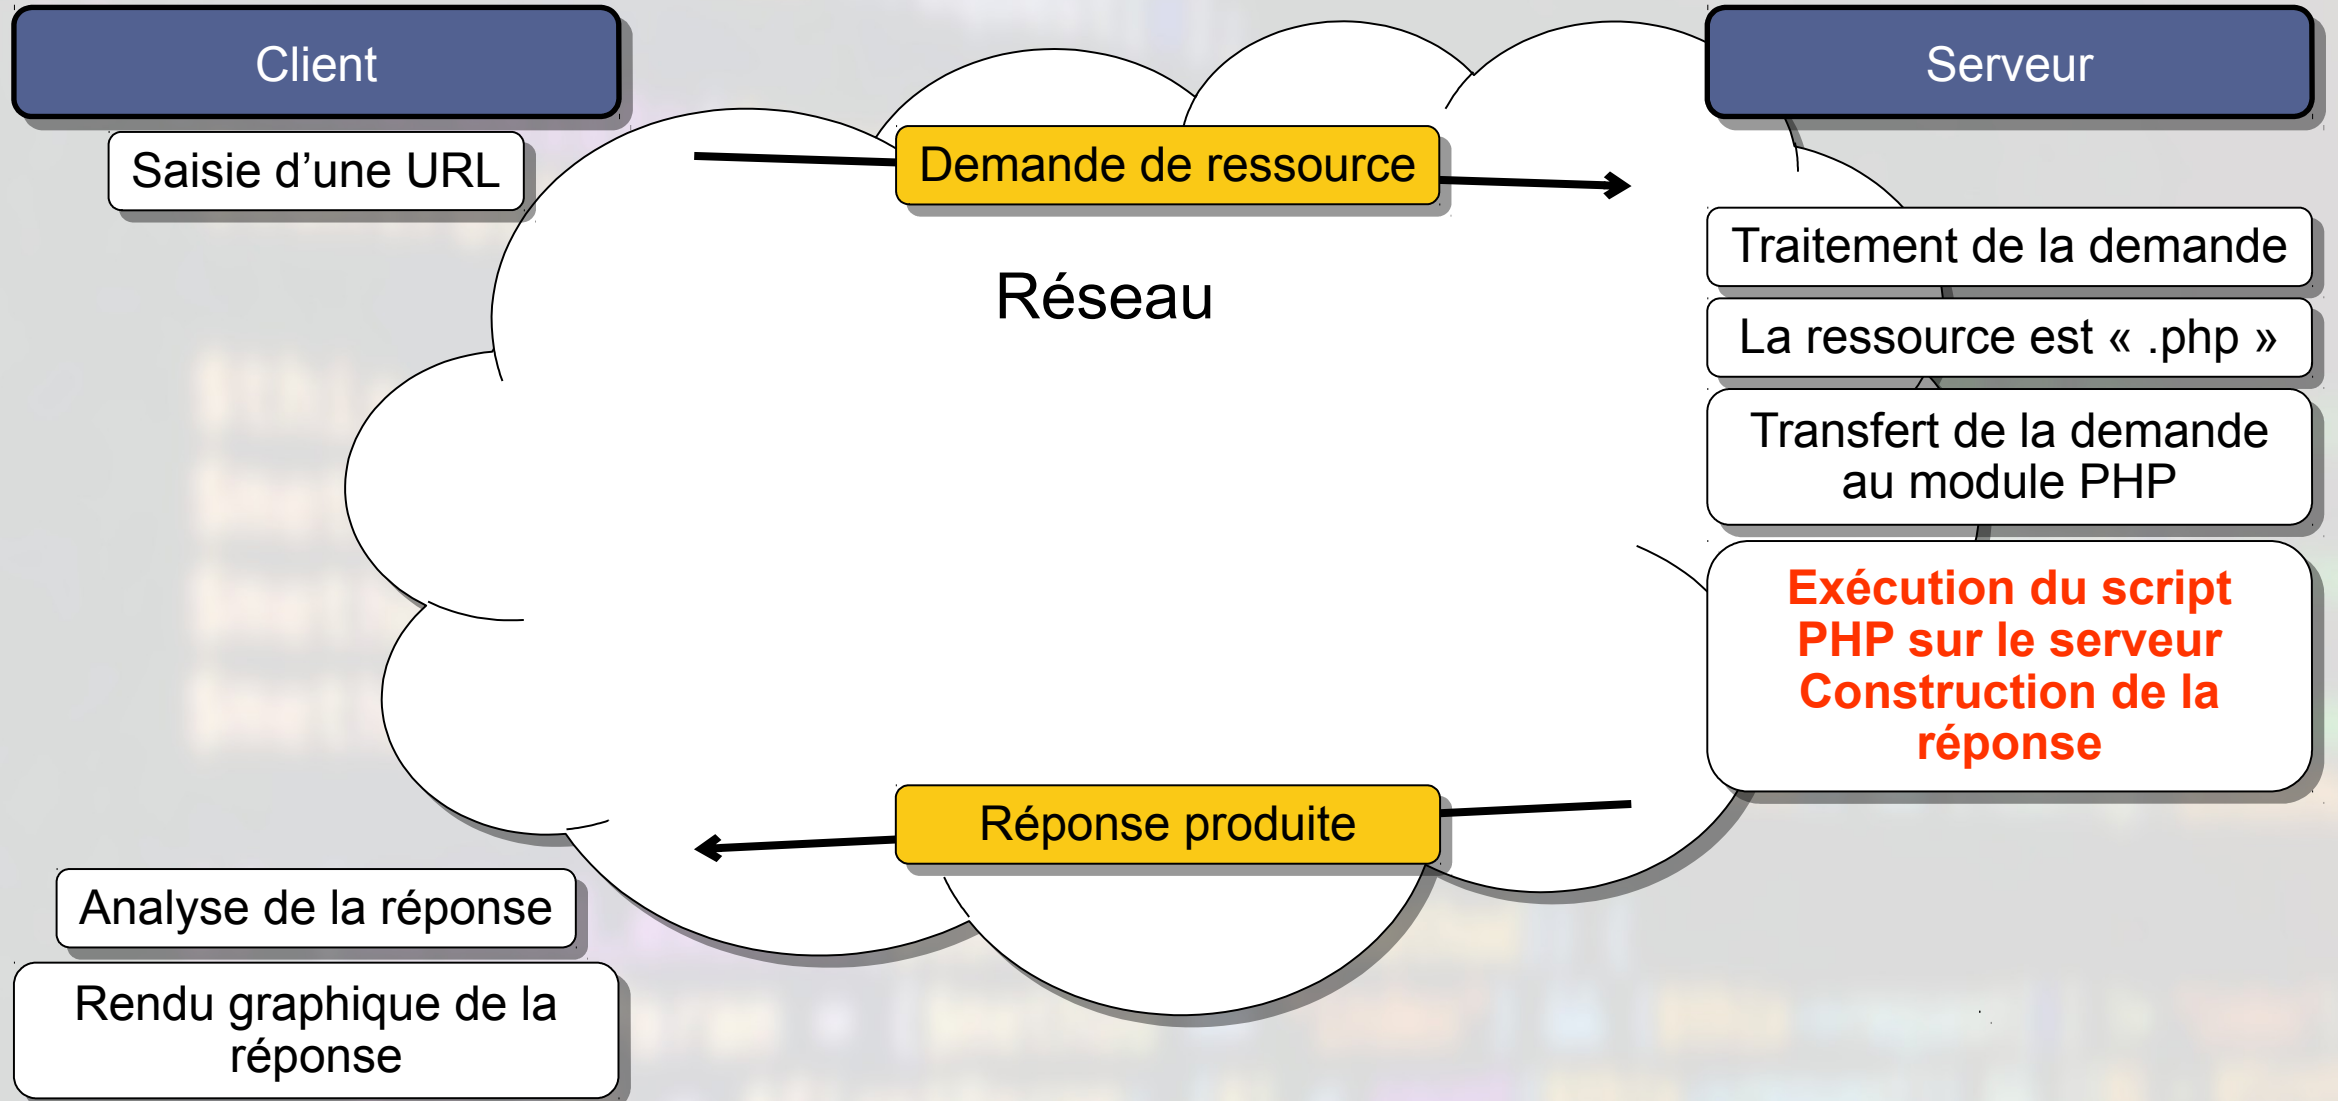 Client
Serveur
Saisie d’une URL
Demande de ressource
Réseau
Traitement de la demande
La ressource est « .php »
Transfert de la demande
au module PHP
Exécution du script
PHP sur le serveur
Construction de la
réponse
Réponse produite
Analyse de la réponse
Rendu graphique de la
réponse